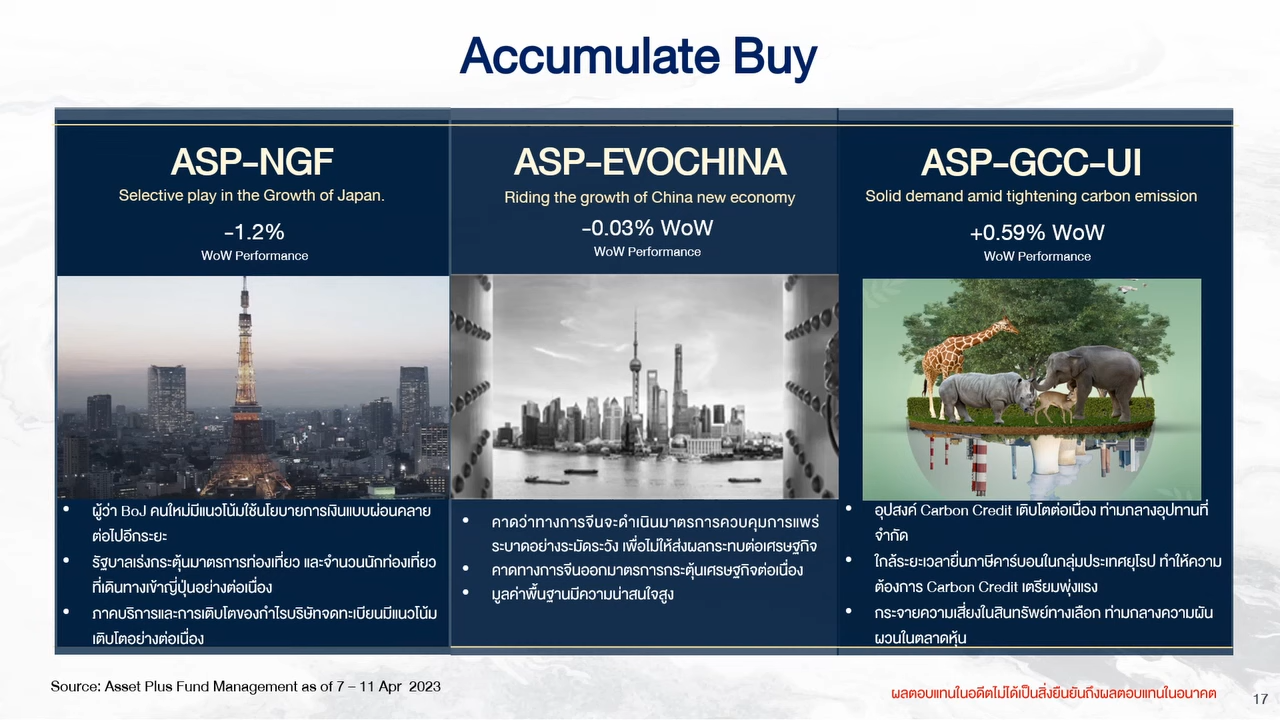 Accumulate Buy
ASP-NGF
Selective play in the Growth of Japan.
-1.2%
WoW Performance
• ผู้ว่า BoJ คนใหม่มีแนวโน้มใช้นโยบายการเงินแบบผ่อนคลาย
ต่อไปอีกระยะ
• รัฐบาลเร่งกระตุ้นมาตรการท่องเที่ยว และจำนวนนักท่องเที่ยว
ที่เดินทางเข้าญี่ปุ่นอย่างต่อเนื่อง
• ภาคบริการและการเติบโตของกำไรบริษัทจดทะเบียนมีแนวโน้ม
เติบโตอย่างต่อเนื่อง
ASP-EVOCHINA
Riding the growth of China new economy
-0.03% WoW
WoW Performance
• คาดว่าทางการจีนจะดำเนินมาตรการควบคุมการแพร่
ระบาดอย่างระมัดระวัง เพื่อไม่ให้ส่งผลกระทบต่อเศรษฐกิจ
• คาดทางการจีนออกมาตรการกระตุ้นเศรษฐกิจต่อเนื่อง
• มูลค่าพื้นฐานมีความน่าสนใจสูง
ASP-GCC-UI
Solid demand amid tightening carbon emission
+0.59% WoW
WoW Performance
• อุปสงค์ Carbon Credit เติบโตต่อเนื่อง ท่ามกลางอุปทานที่
จำกัด
• ใกล้ระยะเวลายื่นภาษีคาร์บอนในกลุ่มประเทศยุโรป ทำให้ความ
ต้องการ Carbon Credit เตรียมพุ่งแรง
• กระจายความเสี่ยงในสินทรัพย์ทางเลือก ท่ามกลางความผัน
ผวนในตลาดหุ้น
Source: Asset Plus Fund Management as of 7 – 11 Apr 2023
ผลตอบแทนในอดีตไม่ได้เป็นสิ่งยืนยันถึงผลตอบแทนในอนาคต
17